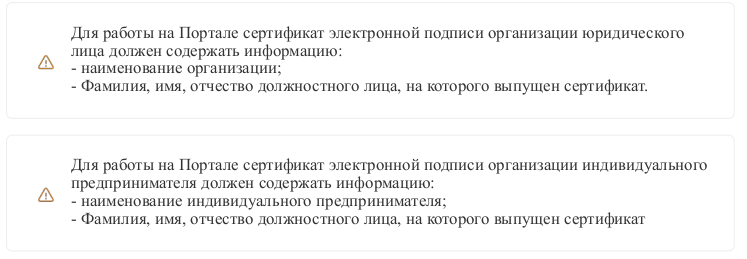 Для работы на Портале сертификат электронной подписи организации юридического
лица должен содержать информацию:
- наименование организации;
- Фамилия, имя, отчество должностного лица, на которого выпущен сертификат.
Для работы на Портале сертификат электронной подписи организации индивидуального
предпринимателя должен содержать информацию:
- наименование индивидуального предпринимателя;
- Фамилия, имя, отчество должностного лица, на которого выпущен сертификат